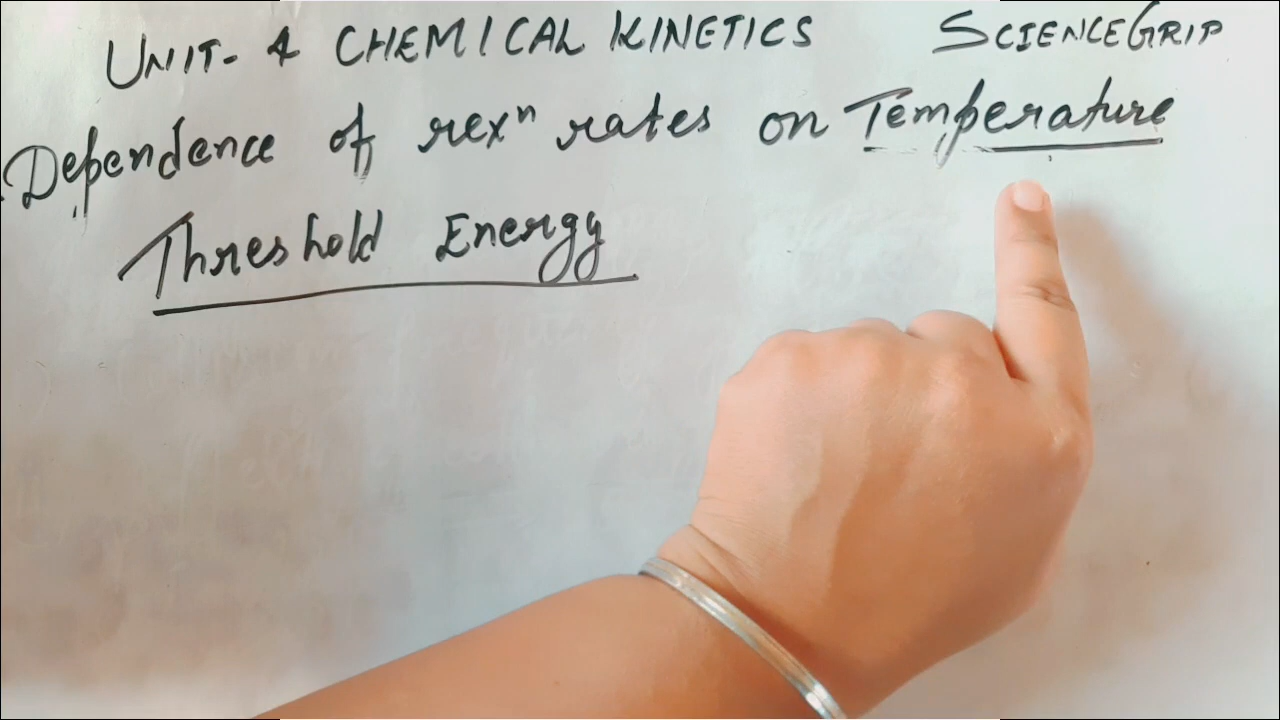 UNIT- 4 CHEMICAL KINETICS SCIENCEGRIP
Dependence of rexⁿ rates on Temperature
Threshold Energy